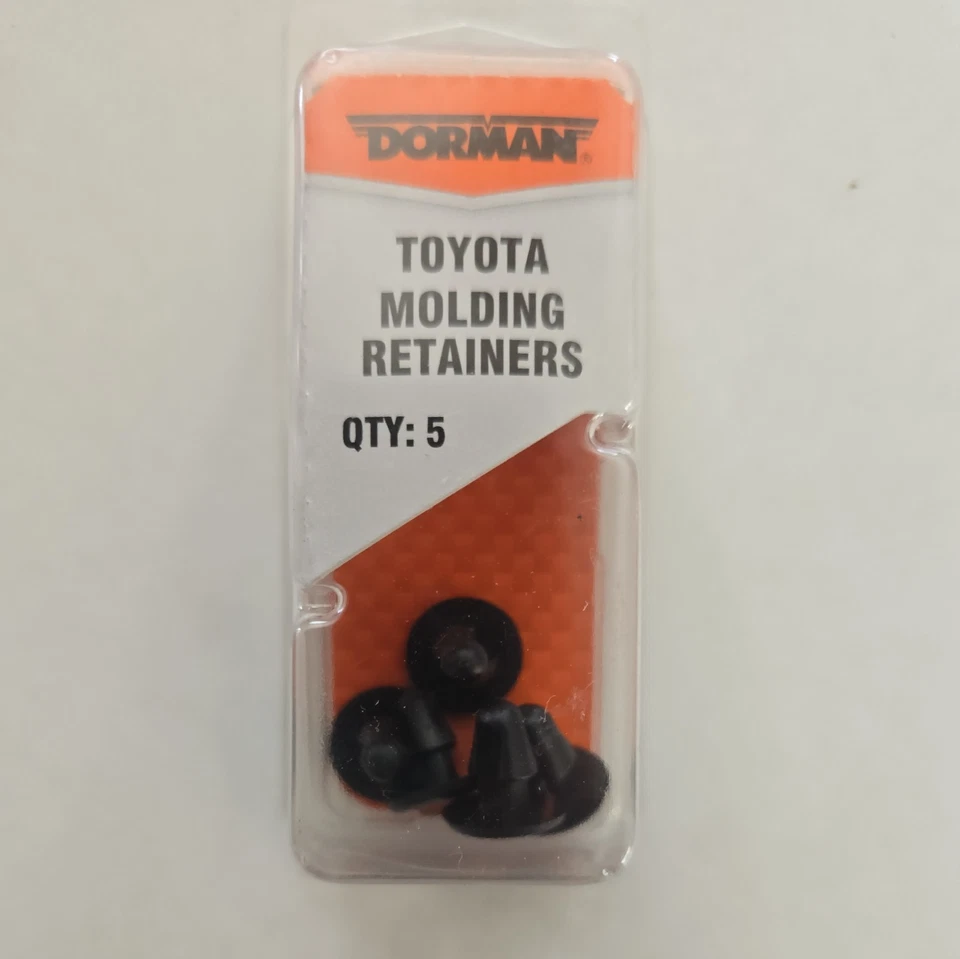 DORMAN®
TOYOTA
MOLDING
RETAINERS
QTY: 5